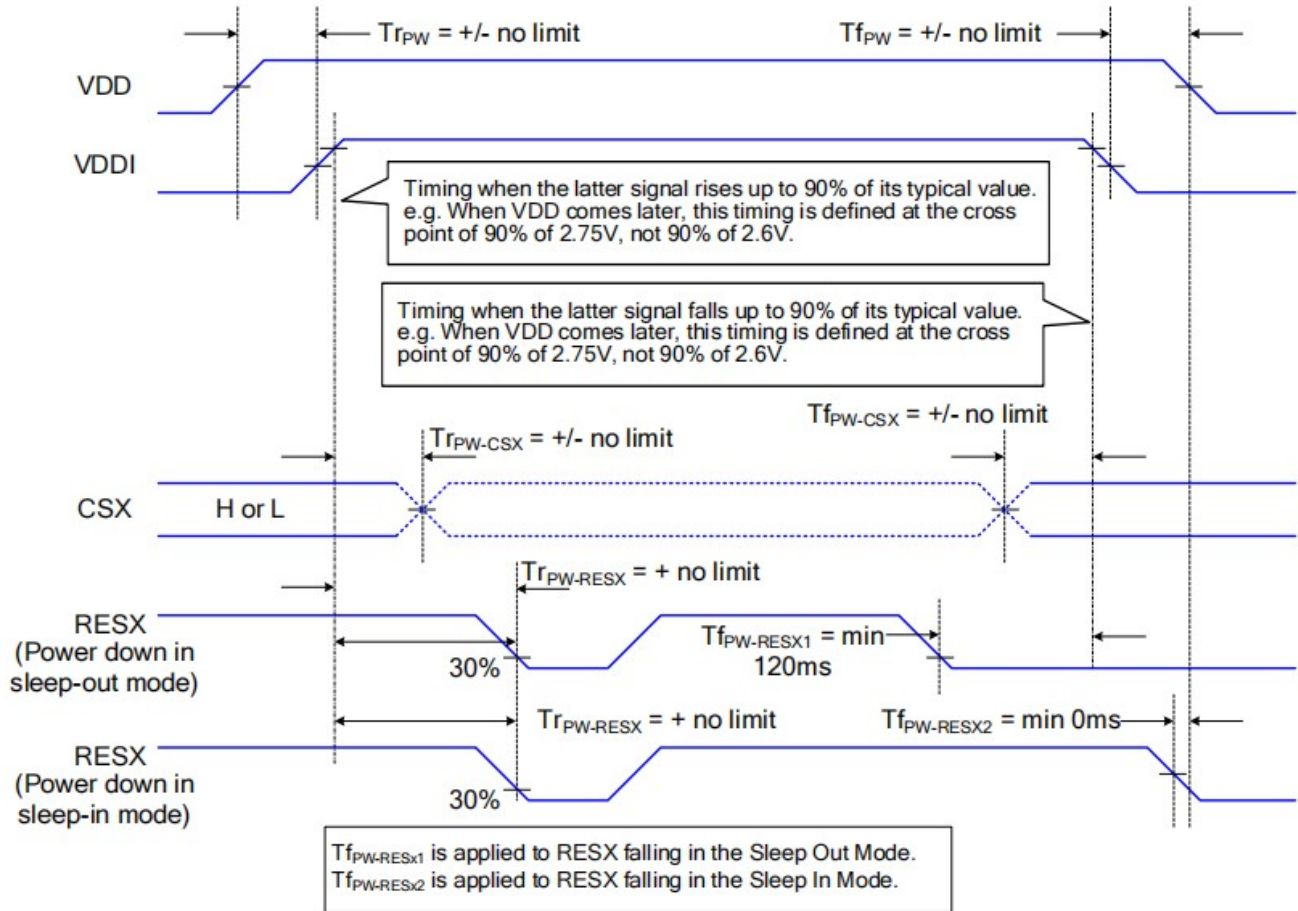 TrPW = +/- no limit
TfPW = +/- no limit
VDD
VDDI
Timing when the latter signal rises up to 90% of its typical value.
e.g. When VDD comes later, this timing is defined at the cross
point of 90% of 2.75V, not 90% of 2.6V.
Timing when the latter signal falls up to 90% of its typical value.
e.g. When VDD comes later, this timing is defined at the cross
point of 90% of 2.75V, not 90% of 2.6V.
TfPW-CSX = +/- no limit
TrPW-CSX = +/- no limit
CSX
H or L
TrPW-RESX = + no limit
RESX
(Power down in
sleep-out mode)
30%
TfPW-RESX1 = min
120ms
TrPW-RESX = + no limit
TfPW-RESX2 = min 0ms
RESX
(Power down in
sleep-in mode)
30%
TfPW-RESx1 is applied to RESX falling in the Sleep Out Mode.
TfPW-RESx2 is applied to RESX falling in the Sleep In Mode.